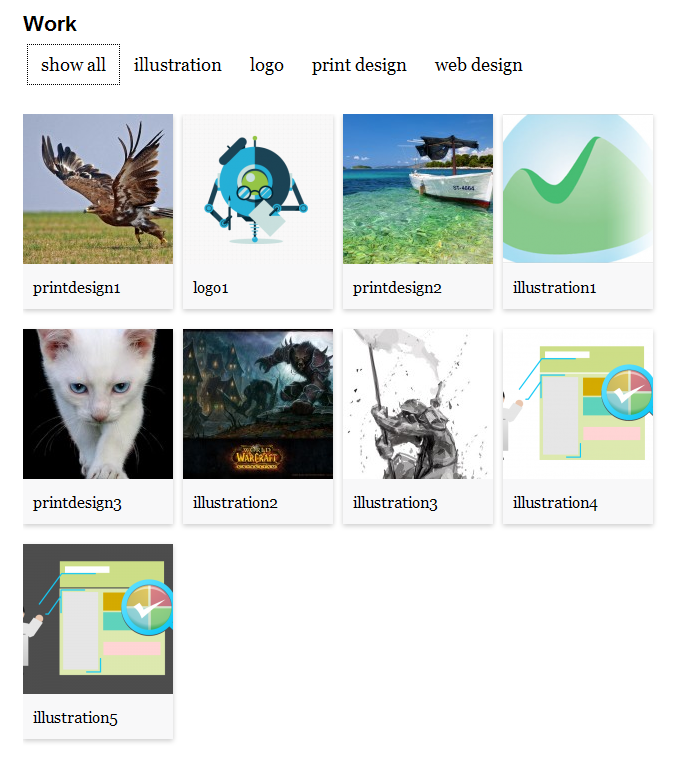 Work
show all illustration logo print design web design
ST-4664
printdesign1 logo1 printdesign2 illustration1
WORLD
WARCRAFT
printdesign3 illustration2 illustration3 illustration4
illustration5